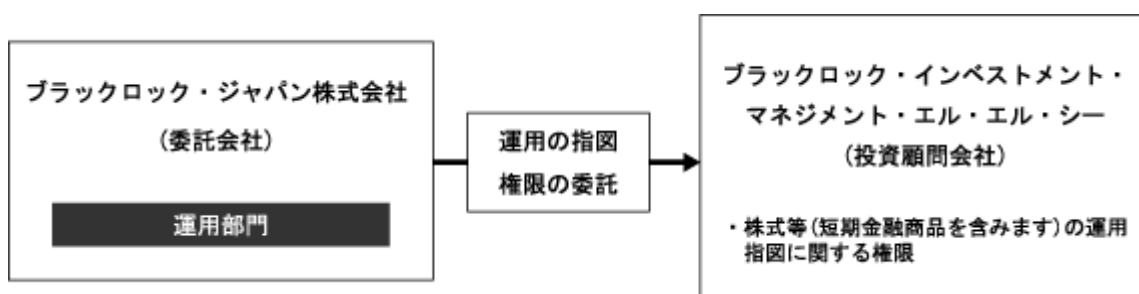 ブラックロック・ジャパン株式会社
(委託会社)
運用部門
運用の指図
権限の委託
ブラックロック・インベストメント・
マネジメント・エル・エル・シー
(投資顧問会社)
・株式等(短期金融商品を含みます)の運用
指図に関する権限